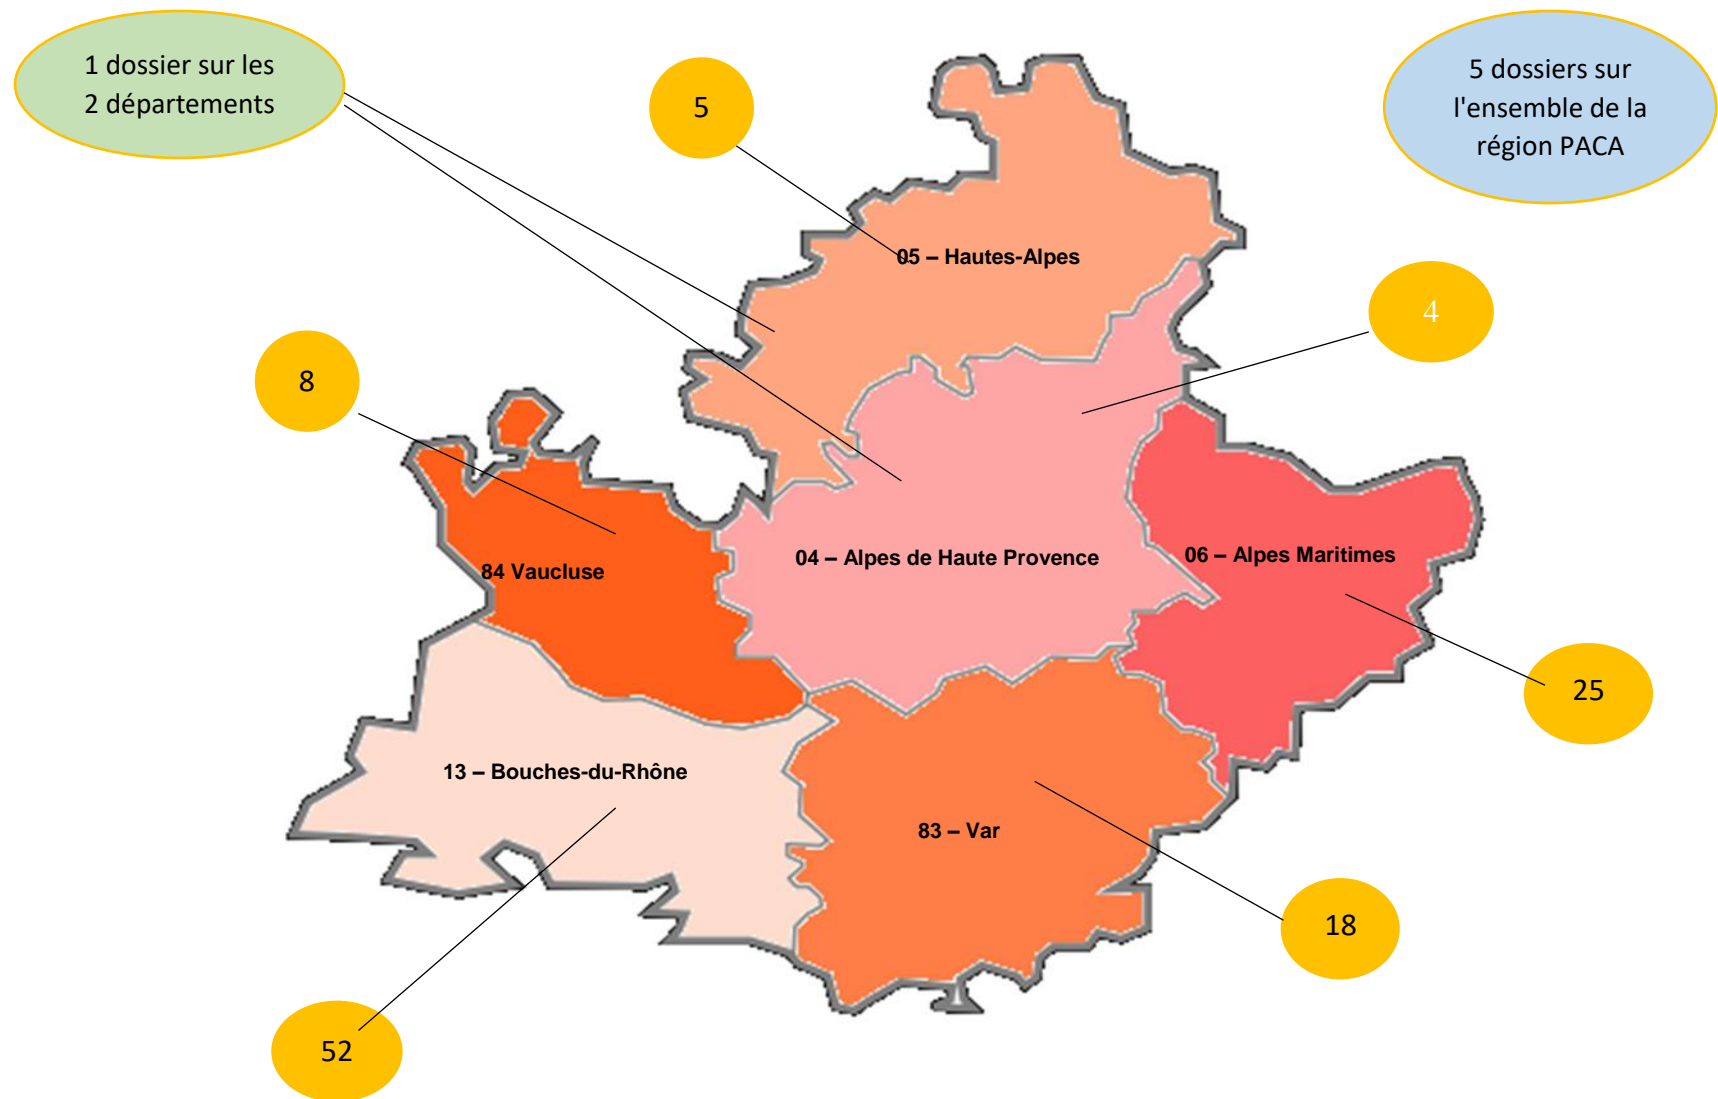 1 dossier sur les
2 départements
5
5 dossiers sur
l'ensemble de la
région PACA
05 – Hautes-Alpes
4
8
84 Vaucluse
04 – Alpes de Haute Provence
06 – Alpes Maritimes
25
13 – Bouches-du-Rhône
83 – Var
18
52